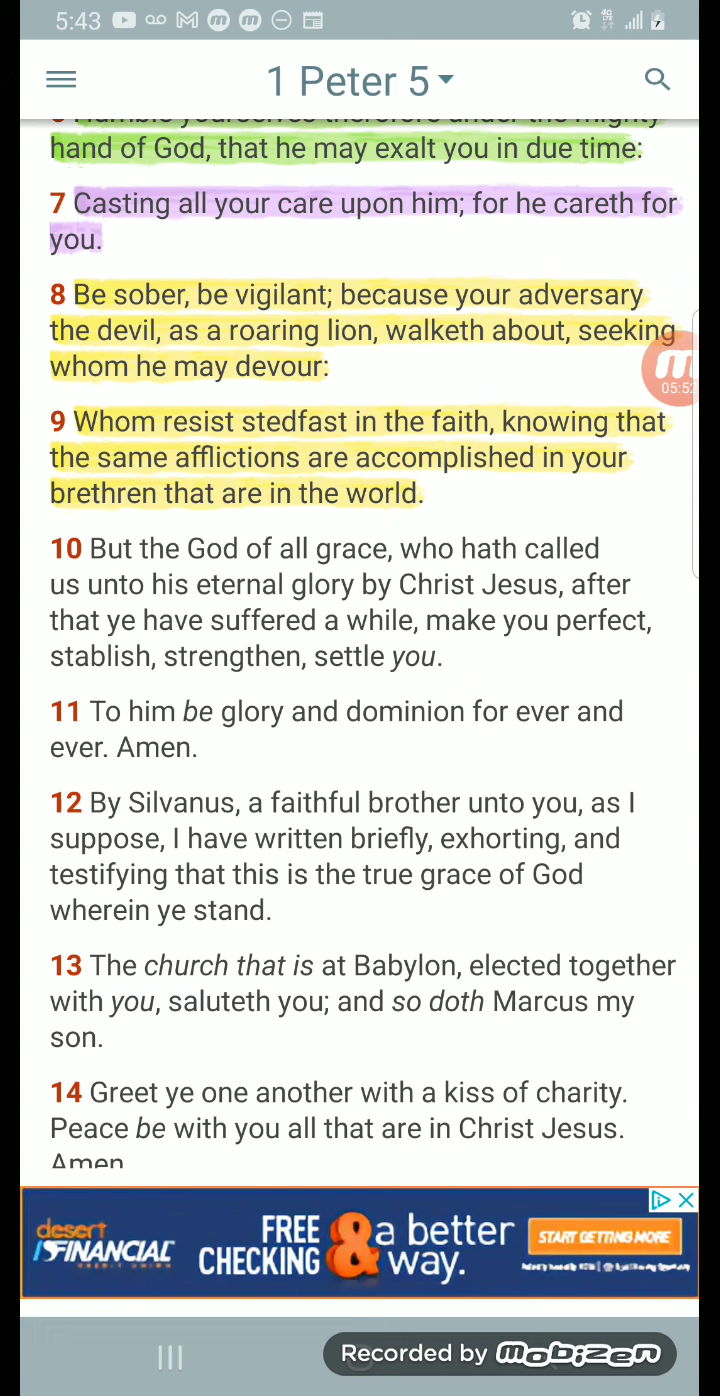 5:43
1 Peter 5
hand of God, that he may exalt you in due time:
7 Casting all your care upon him; for he careth for
you.
8 Be sober, be vigilant; because your adversary
the devil, as a roaring lion, walketh about, seeking
whom he may devour:
05:52
9 Whom resist stedfast in the faith, knowing that
the same afflictions are accomplished in your
brethren that are in the world.
10 But the God of all grace, who hath called
us unto his eternal glory by Christ Jesus, after
that ye have suffered a while, make you perfect,
stablish, strengthen, settle you.
11 To him be glory and dominion for ever and
ever. Amen.
12 By Silvanus, a faithful brother unto you, as I
suppose, I have written briefly, exhorting, and
testifying that this is the true grace of God
wherein ye stand.
13 The church that is at Babylon, elected together
with you, saluteth you; and so doth Marcus my
son.
14 Greet ye one another with a kiss of charity.
Peace be with you all that are in Christ Jesus.
Amen
desert
FINANCIAL
CREDIT UNION
FREE
CHECKING
& a better
way.
START GETTING MORE
Recorded by mobizen